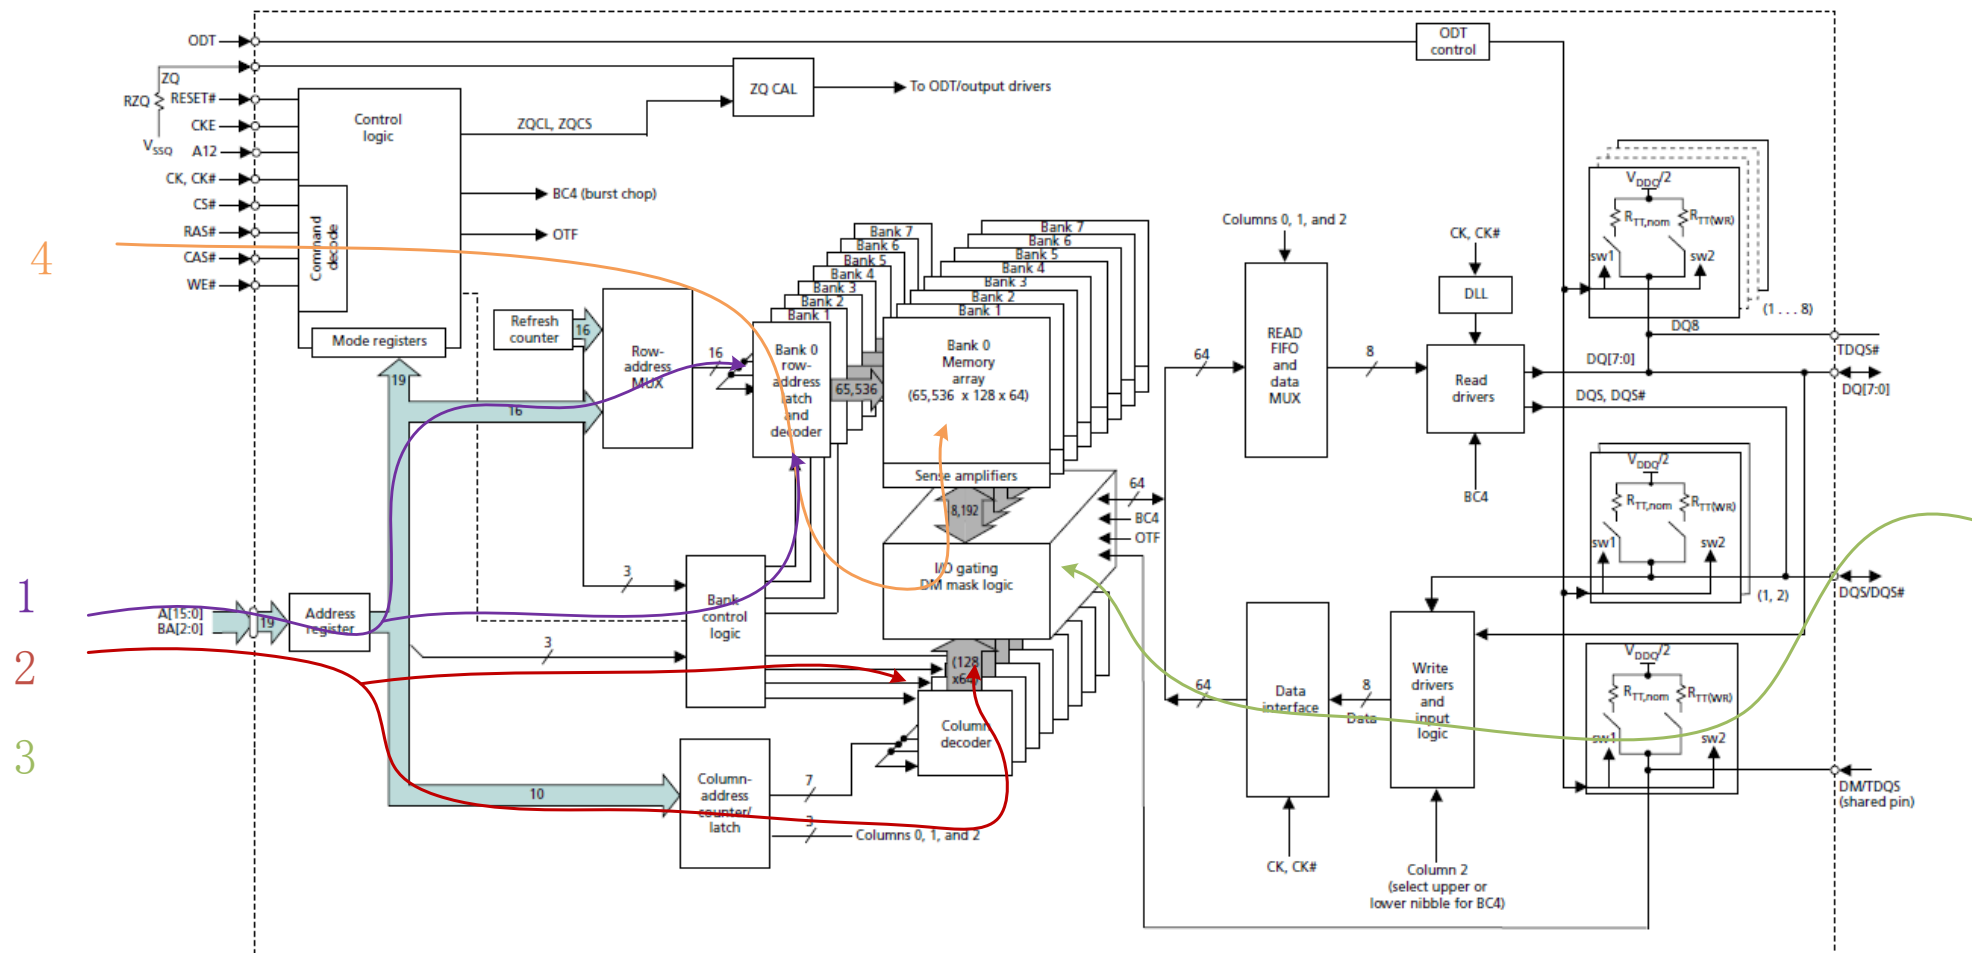 ODT
ODT
control
ZQ
RZQ
VSSQ
RESET#
CKE
A12
CK, CK#
CS#
RAS#
CAS#
WE#
Control
logic
Command
decode
Mode registers
ZQCL, ZQCS
ZQ CAL
To ODT/output drivers
BC4 (burst chop)
OTF
4
Refresh
counter
16
Row-
address
MUX
16
19
16
Bank 7
Bank 6
Bank 5
Bank 4
Bank 3
Bank 2
Bank 1
Bank 0
row-
address
latch
and
decoder
65,536
Bank 7
Bank 6
Bank 5
Bank 4
Bank 3
Bank 2
Bank 1
Bank 0
Memory
array
(65,536 x 128 x 64)
Sense amplifiers
8,192
64
BC4
OTF
I/O gating
DM mask logic
Columns 0, 1, and 2
READ
FIFO
and
data
MUX
64
8
CK, CK#
DLL
Read
drivers
BC4
VDDQ/2
RTT,nom
RTT(WR)
sw1
sw2
(1 . . . 8)
DQ8
TDQS#
DQ[7:0]
DQ[7:0]
DQS, DQS#
VDDQ/2
RTT,nom
RTT(WR)
sw1
sw2
(1, 2)
DQS/DQS#
1
A[15:0]
BA[2:0]
19
Address
register
3
3
Bank
control
logic
2
3
(128
x64)
Column
decoder
10
Column-
address
counter/
latch
7
3
Columns 0, 1, and 2
64
Data
interface
8
Data
Write
drivers
and
input
logic
CK, CK#
Column 2
(select upper or
lower nibble for BC4)
VDDQ/2
RTT,nom
RTT(WR)
sw1
sw2
DM/TDQS
(shared pin)